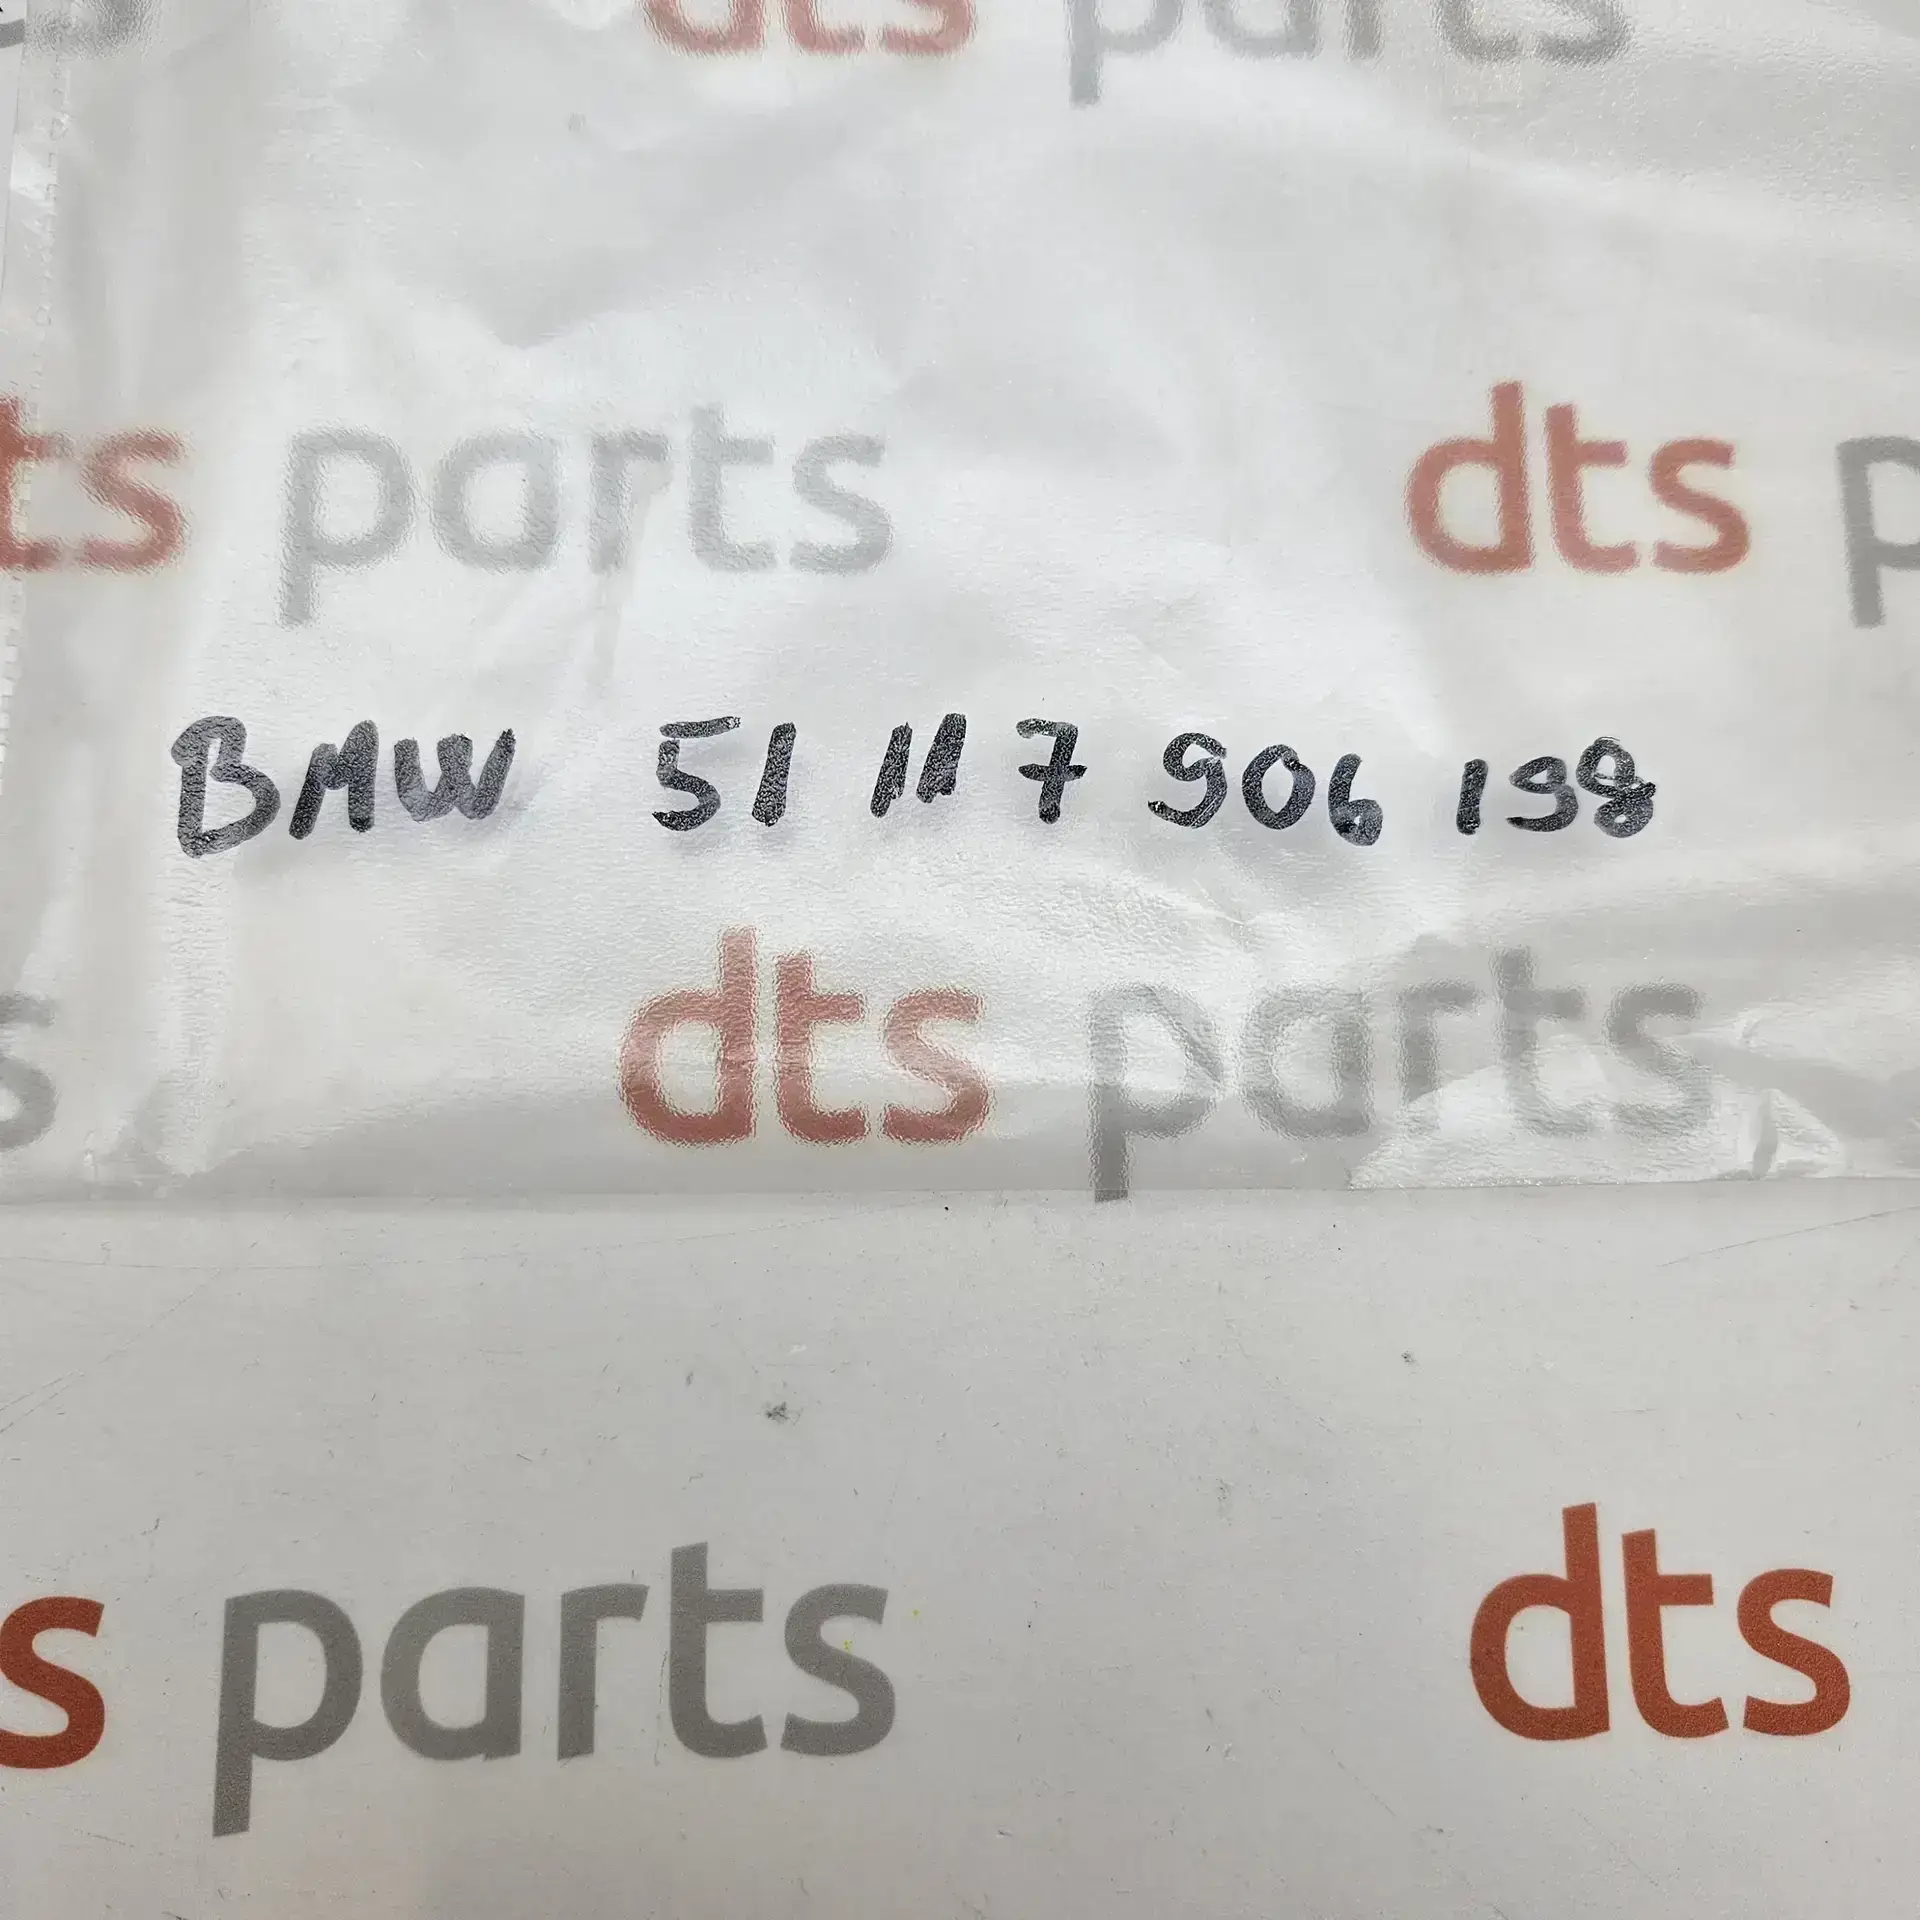 dts parts
ts parts dts p
BMW 51 11 7 906 198
dts parts
s
s parts dts